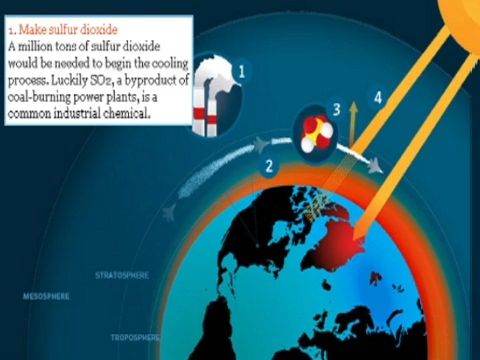 1. Make sulfur dioxide
A million tons of sulfur dioxide
would be needed to begin the cooling
process. Luckily SO2, a byproduct of
coal-burning power plants, is a
common industrial chemical.
1
3
4
2
STRATOSPHERE
MESOSPHERE
TROPOSPHERE